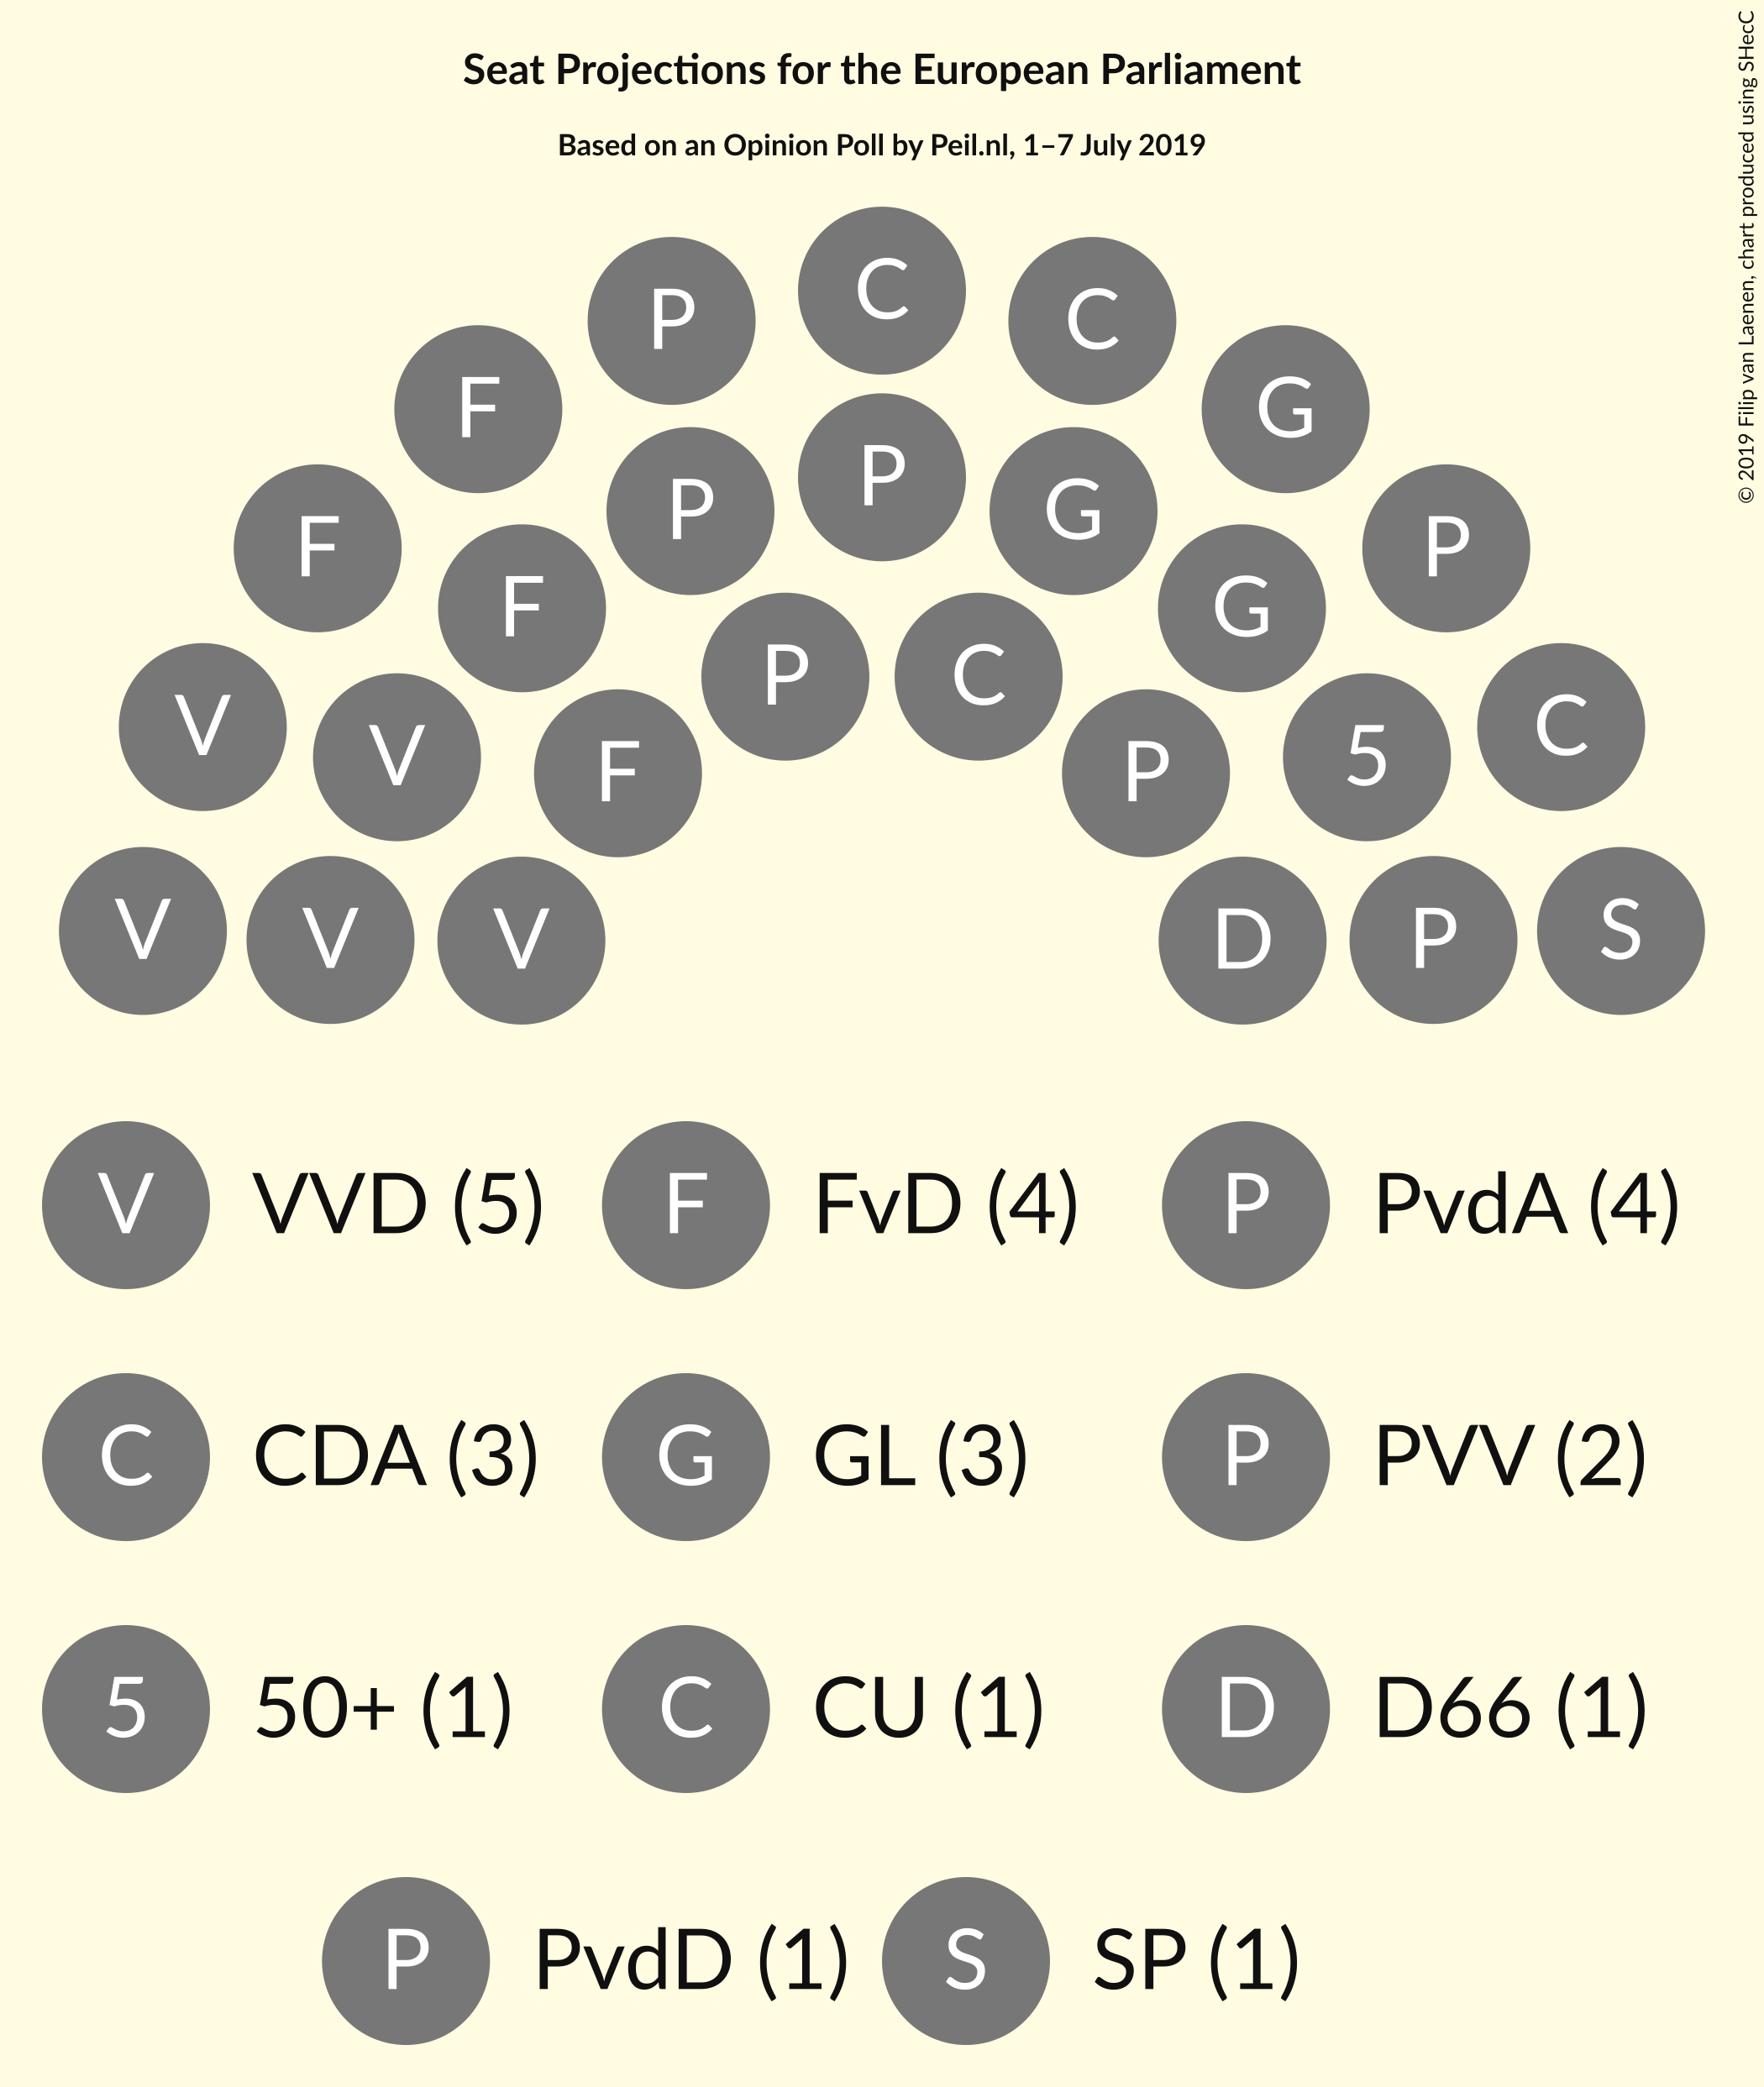 Seat Projections for the European Parliament
Based on an Opinion Poll by Peil.nl, 1–7 July 2019
© 2019 Filip van Laenen, chart produced using SHecC
C
P C
F G
P
P G
F P
F G
P C
V C
V 5
F P
V S
V P
V D
V VVD (5) F FvD (4) P PvdA (4)
C CDA (3) G GL (3) P PVV (2)
5 50+ (1) C CU (1) D D66 (1)
P PvdD (1) S SP (1)